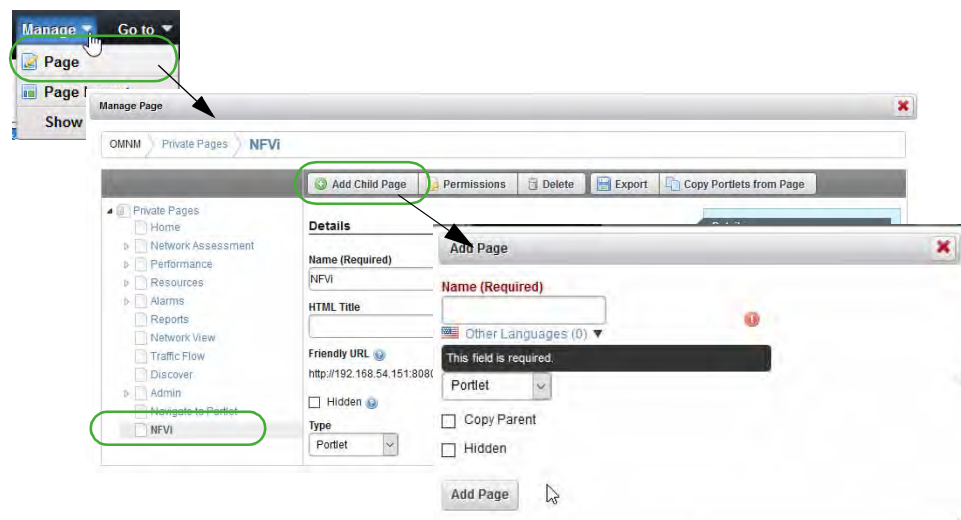 Manage Go to
Page
Page
Show
Manage Page
OMNM Private Pages NFVi
Add Child Page Permissions Delete Export Copy Portlets from Page
Private Pages
Home
Network Assessment
Performance
Resources
Alarms
Reports
Network View
Traffic Flow
Discover
Admin
Navigate to Portlet
NFVi
Details
Name (Required)
NFVi
HTML Title
Friendly URL
http://192.168.54.151:8080
Hidden
Type
Portlet
Details
Add Page
Name (Required)
Other Languages (0)
This field is required.
Portlet
Copy Parent
Hidden
Add Page